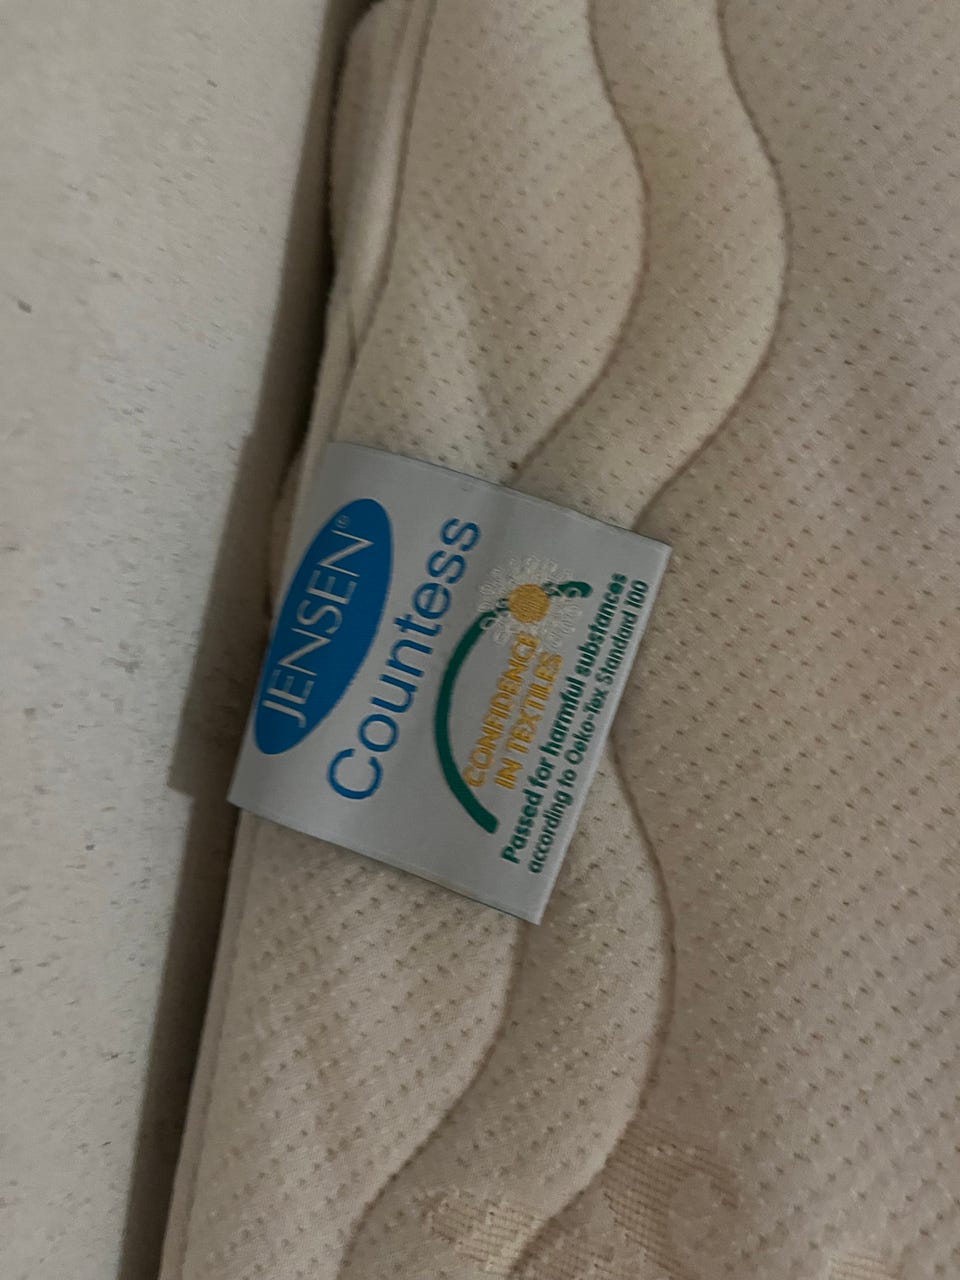 JENSEN®
Countess
CONFIDENCE
IN TEXTILES
Passed for harmful substances
according to Oeko-Tex Standard 100